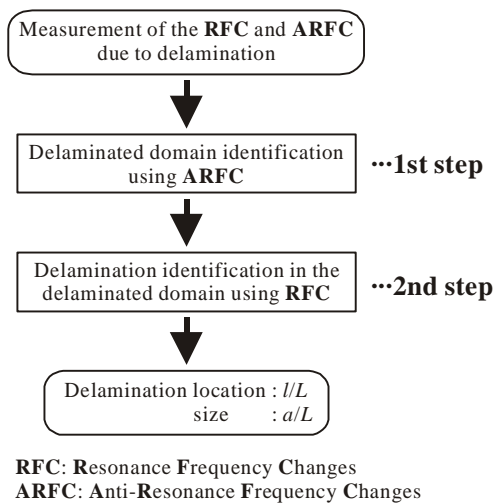 Measurement of the RFC and ARFC
due to delamination
Delaminated domain identification
using ARFC
···1st step
Delamination identification in the
delaminated domain using RFC
···2nd step
Delamination location : l/L
size : a/L
RFC: Resonance Frequency Changes
ARFC: Anti-Resonance Frequency Changes